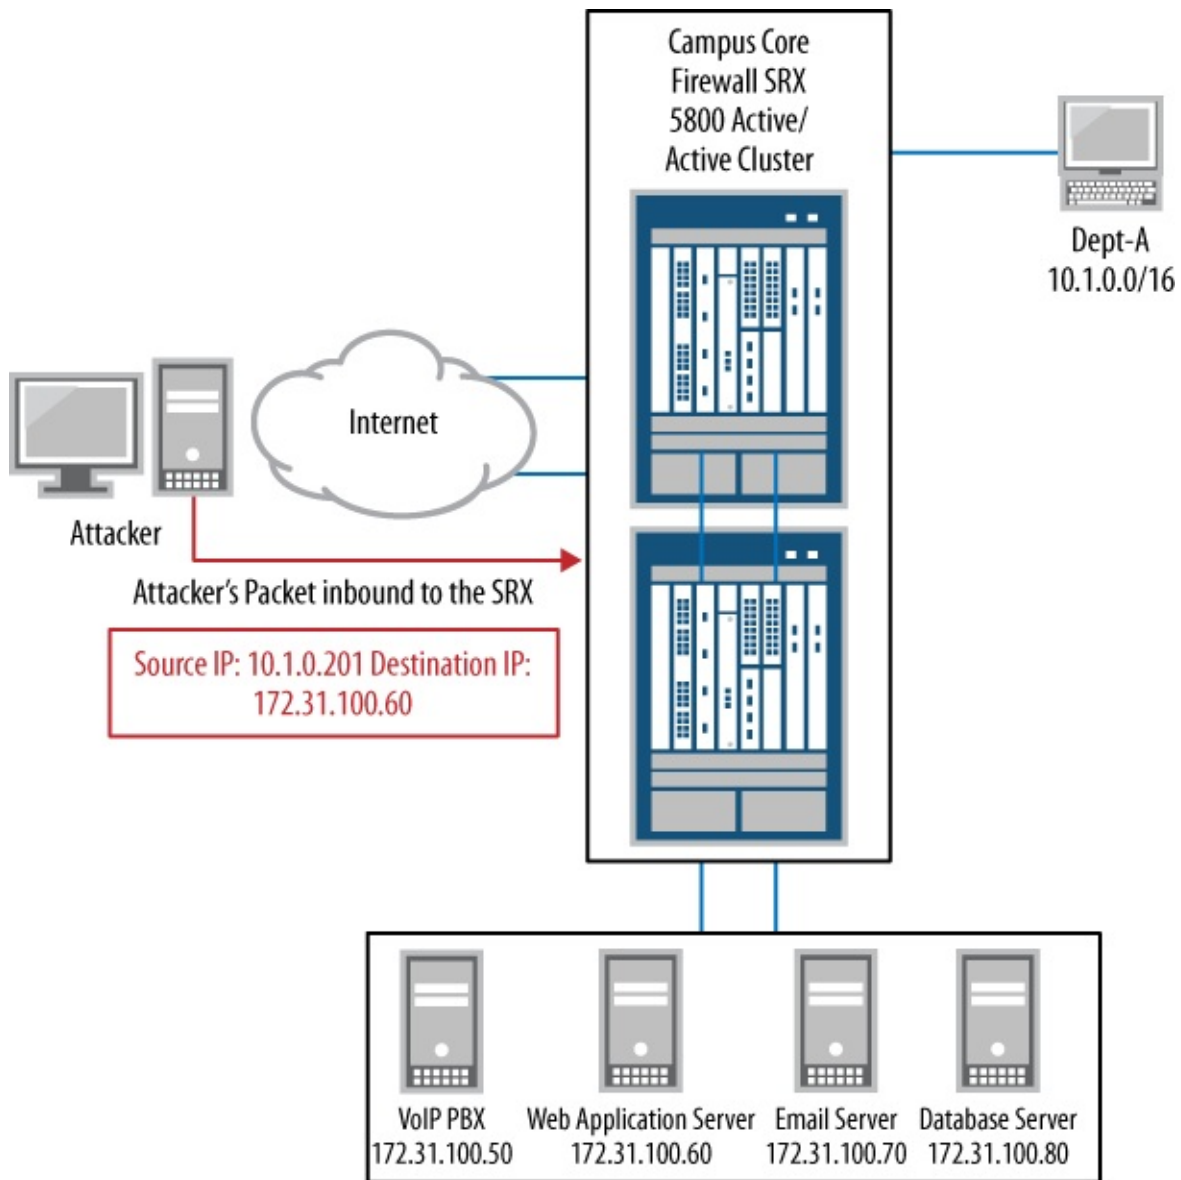 Campus Core
Firewall SRX
5800 Active/
Active Cluster
Dept-A
10.1.0.0/16
Internet
Attacker
Attacker's Packet inbound to the SRX
Source IP: 10.1.0.201 Destination IP:
172.31.100.60
VoIP PBX
172.31.100.50
Web Application Server
172.31.100.60
Email Server
172.31.100.70
Database Server
172.31.100.80